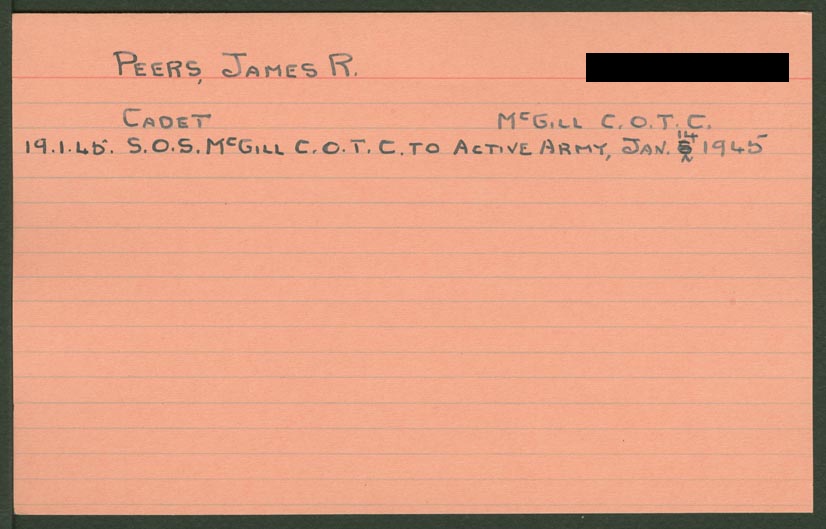 PEERS, JAMES R.
CADET McGILL C.O.T.C.
19.1.45. S.O.S. McGILL C.O.T.C. TO ACTIVE ARMY, JAN. 14 1945